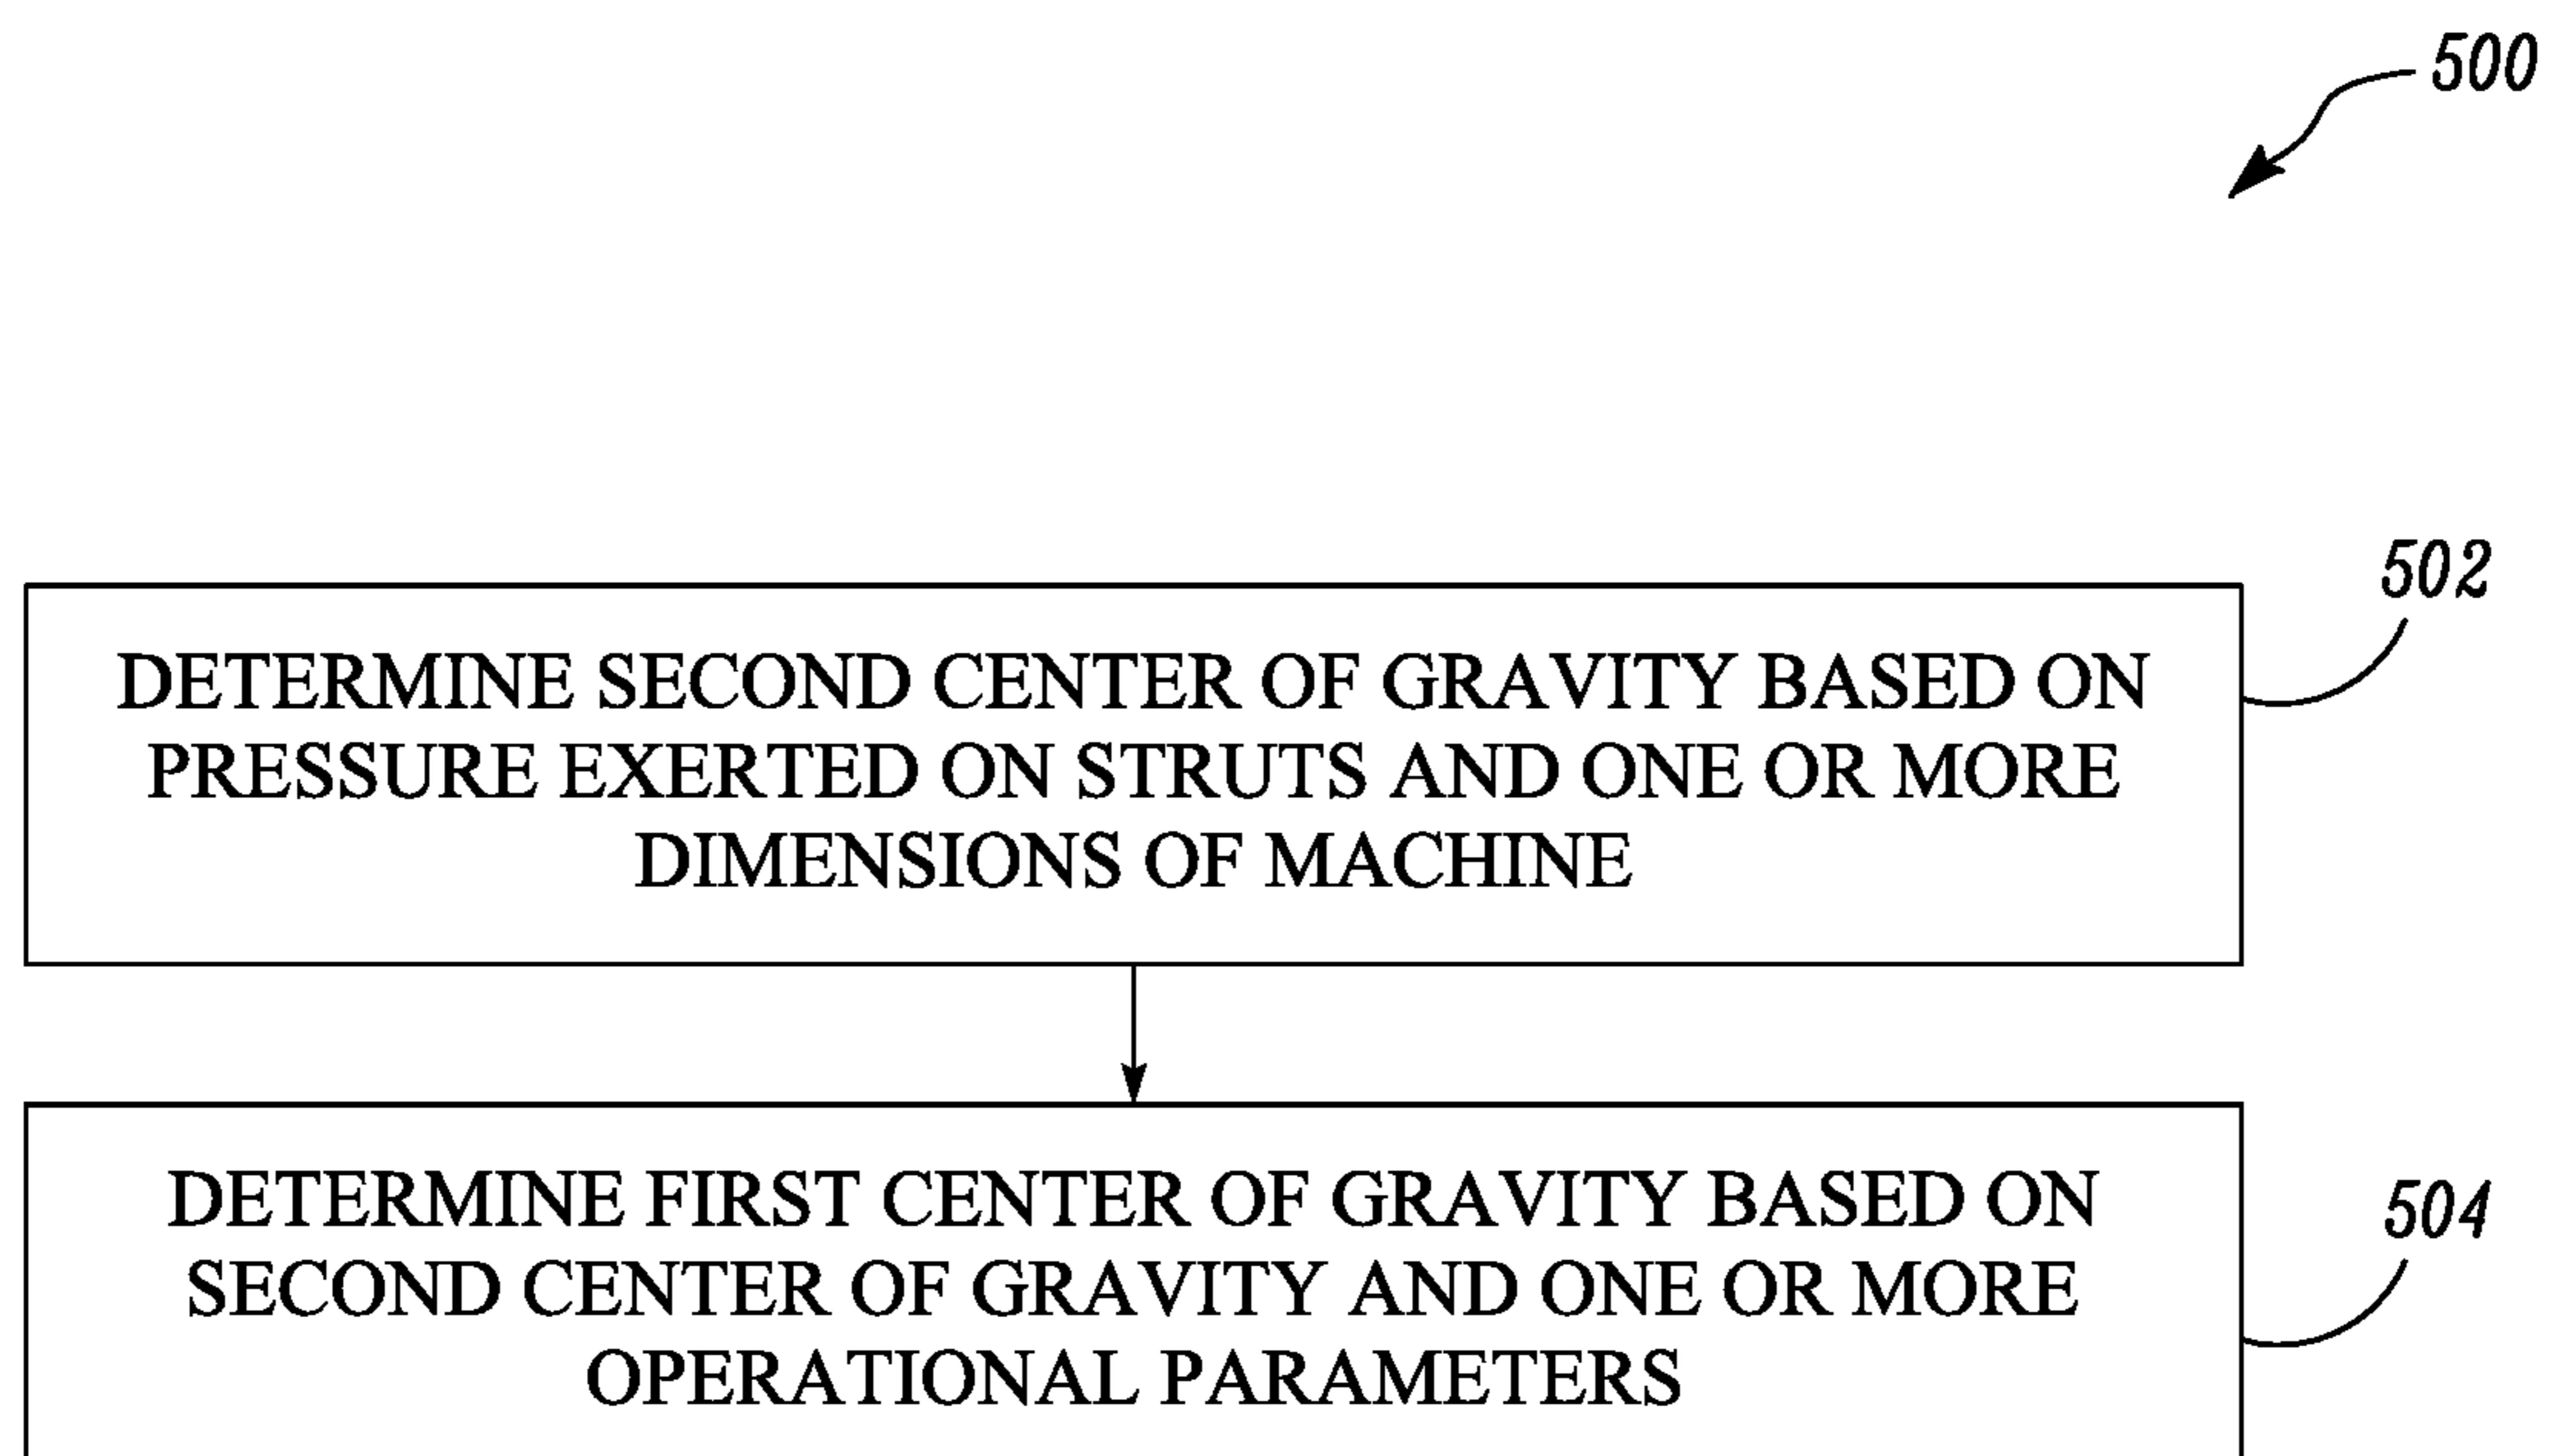 500
502
DETERMINE SECOND CENTER OF GRAVITY BASED ON
PRESSURE EXERTED ON STRUTS AND ONE OR MORE
DIMENSIONS OF MACHINE
504
DETERMINE FIRST CENTER OF GRAVITY BASED ON
SECOND CENTER OF GRAVITY AND ONE OR MORE
OPERATIONAL PARAMETERS